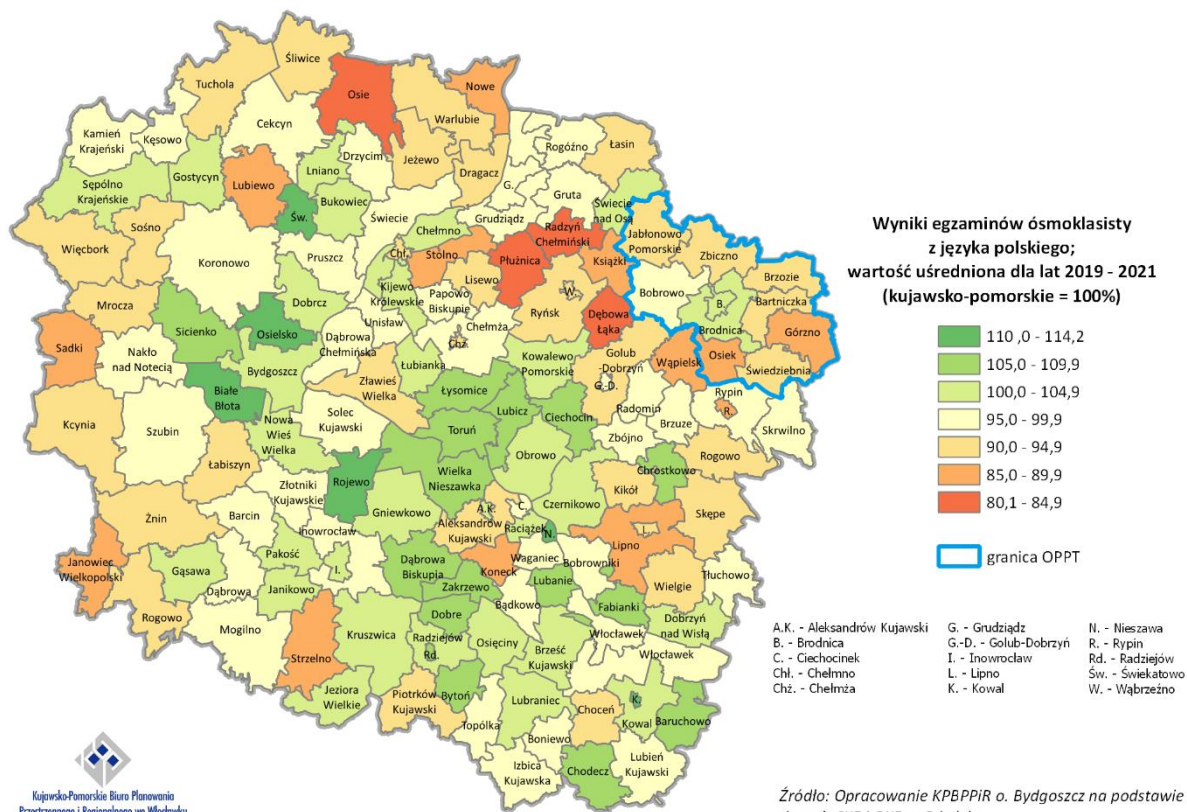 Śliwice
Tuchola
Osie
Nowe
Warlubie
Cekcyn
Kamień
Krajeński
Kęsowo
Drzycim
Jeżewo
Rogóźno
Łasin
Lniano
Dragacz
G.
Gostycyn
Lubiewo
Gruta
Sępólno
Krajeńskie
Bukowiec
Św.
Świecie
Grudziądz
Świecie
nad Osą
Sośno
Chełmno
Radzyń
Chełmiński
Jabłonowo
Pomorskie
Więcbork
Koronowo
Pruszcz
Chł.
Stolno
Płużnica
Książki
Zbiczno
Brzozie
Lisewo
Kijewo
Królewskie
Papowo
Biskupie
W.
Bobrowo
B.
Bartniczka
Mrocza
Dobrcz
Unisław
Ryńsk
Brodnica
Górzno
Sicienko
Osielsko
Dąbrowa
Chełmińska
Chełmża
Chż.
Dębowa
Łąka
Sadki
Nakło
nad Notecią
Łubianka
Kowalewo
Pomorskie
Golub
-Dobrzyń
Wąpielsk
Osiek
Świedziebnia
Bydgoszcz
Zławieś
Wielka
G.-D.
Białe
Błota
Łysomice
Rypin
R.
Lubicz
Ciechocin
Radomin
Kcynia
Szubin
Nowa
Wieś
Wielka
Solec
Kujawski
Toruń
Zbójno
Brzuze
Skrwilno
Łabiszyn
Obrowo
Rogowo
Złotniki
Kujawskie
Rojewo
Wielka
Nieszawka
Chrostkowo
Kikół
Żnin
Barcin
Gniewkowo
Czernikowo
Skępe
Inowrocław
A.K.
C.
Aleksandrów
Kujawski
Raciążek
N.
L.
Lipno
Janowiec
Wielkopolski
Pakość
I.
Dąbrowa
Biskupia
Koneck
Waganiec
Bobrowniki
Gąsawa
Dąbrowa
Janikowo
Zakrzewo
Lubanie
Wielgie
Tłuchowo
Rogowo
Bądkowo
Fabianki
Dobre
Dobrzyń
nad Wisłą
Mogilno
Strzelno
Kruszwica
Radziejów
Rd.
Osięciny
Brześć
Kujawski
Włocławek
Włocławek
Jeziora
Wielkie
Piotrków
Kujawski
Bytoń
Lubraniec
Choceń
K.
Kowal
Baruchowo
Topólka
Boniewo
Izbica
Kujawska
Chodecz
Lubień
Kujawski
Wyniki egzaminów ósmoklasisty
z języka polskiego;
wartość uśredniona dla lat 2019 - 2021
(kujawsko-pomorskie = 100%)
110 ,0 - 114,2
105,0 - 109,9
100,0 - 104,9
95,0 - 99,9
90,0 - 94,9
85,0 - 89,9
80,1 - 84,9
granica OPPT
A.K. - Aleksandrów Kujawski
B. - Brodnica
C. - Ciechocinek
Chł. - Chełmno
Chż. - Chełmża
G. - Grudziądz
G.-D. - Golub-Dobrzyń
I. - Inowrocław
L. - Lipno
K. - Kowal
N. - Nieszawa
R. - Rypin
Rd. - Radziejów
Św. - Świekatowo
W. - Wąbrzeźno
Kujawsko-Pomorskie Biuro Planowania
Przestrzennego i Regionalnego we Włocławku
Źródło: Opracowanie KPBPPiR o. Bydgoszcz na podstawie